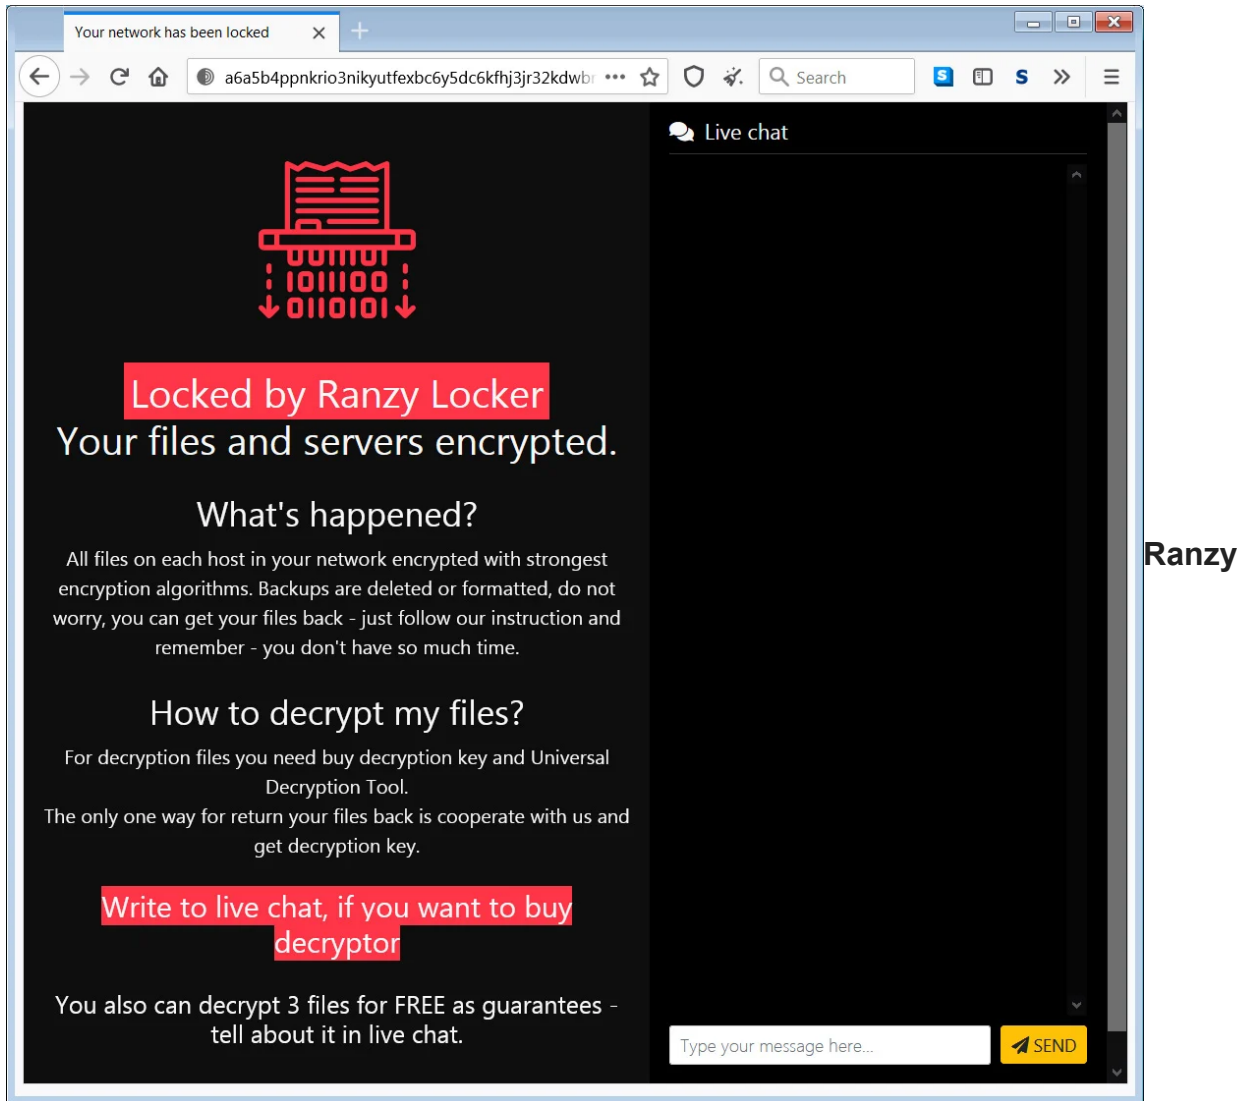 Your network has been locked
a6a5b4ppnkrio3nikyutfexbc6y5dc6kfhj3jr32kdwbr
Search
Live chat
Locked by Ranzy Locker
Your files and servers encrypted.
What's happened?
All files on each host in your network encrypted with strongest
encryption algorithms. Backups are deleted or formatted, do not
worry, you can get your files back - just follow our instruction and
remember - you don't have so much time.
How to decrypt my files?
For decryption files you need buy decryption key and Universal
Decryption Tool.
The only one way for return your files back is cooperate with us and
get decryption key.
Write to live chat, if you want to buy
decryptor
You also can decrypt 3 files for FREE as guarantees -
tell about it in live chat.
Type your message here...
SEND
Ranzy